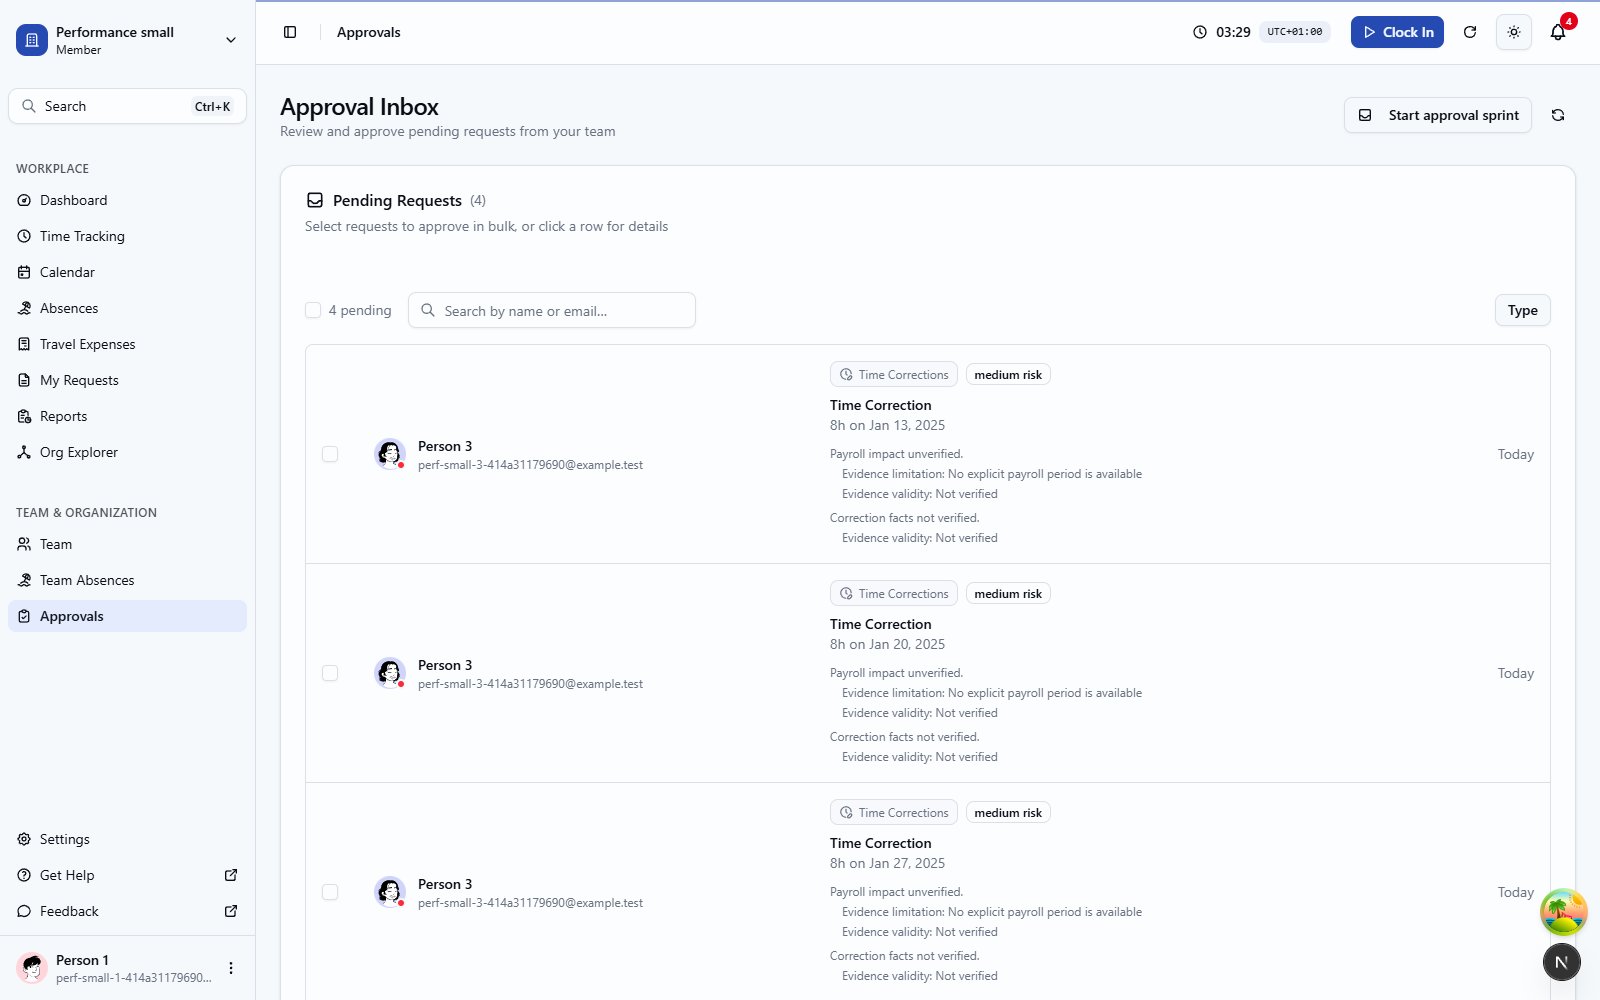 Performance small
Member
Search
Ctrl+K
WORKPLACE
Dashboard
Time Tracking
Calendar
Absences
Travel Expenses
My Requests
Reports
Org Explorer
TEAM & ORGANIZATION
Team
Team Absences
Approvals
Settings
Get Help
Feedback
Person 1
perf-small-1-414a31179690...
Approvals
03:29
UTC+01:00
Clock In
4
Approval Inbox
Review and approve pending requests from your team
Start approval sprint
Pending Requests (4)
Select requests to approve in bulk, or click a row for details
4 pending
Search by name or email...
Type
Person 3
perf-small-3-414a31179690@example.test
Time Corrections
medium risk
Time Correction
8h on Jan 13, 2025
Payroll impact unverified.
Evidence limitation: No explicit payroll period is available
Evidence validity: Not verified
Correction facts not verified.
Evidence validity: Not verified
Today
Person 3
perf-small-3-414a31179690@example.test
Time Corrections
medium risk
Time Correction
8h on Jan 20, 2025
Payroll impact unverified.
Evidence limitation: No explicit payroll period is available
Evidence validity: Not verified
Correction facts not verified.
Evidence validity: Not verified
Today
Person 3
perf-small-3-414a31179690@example.test
Time Corrections
medium risk
Time Correction
8h on Jan 27, 2025
Payroll impact unverified.
Evidence limitation: No explicit payroll period is available
Evidence validity: Not verified
Correction facts not verified.
Evidence validity: Not verified
Today
N